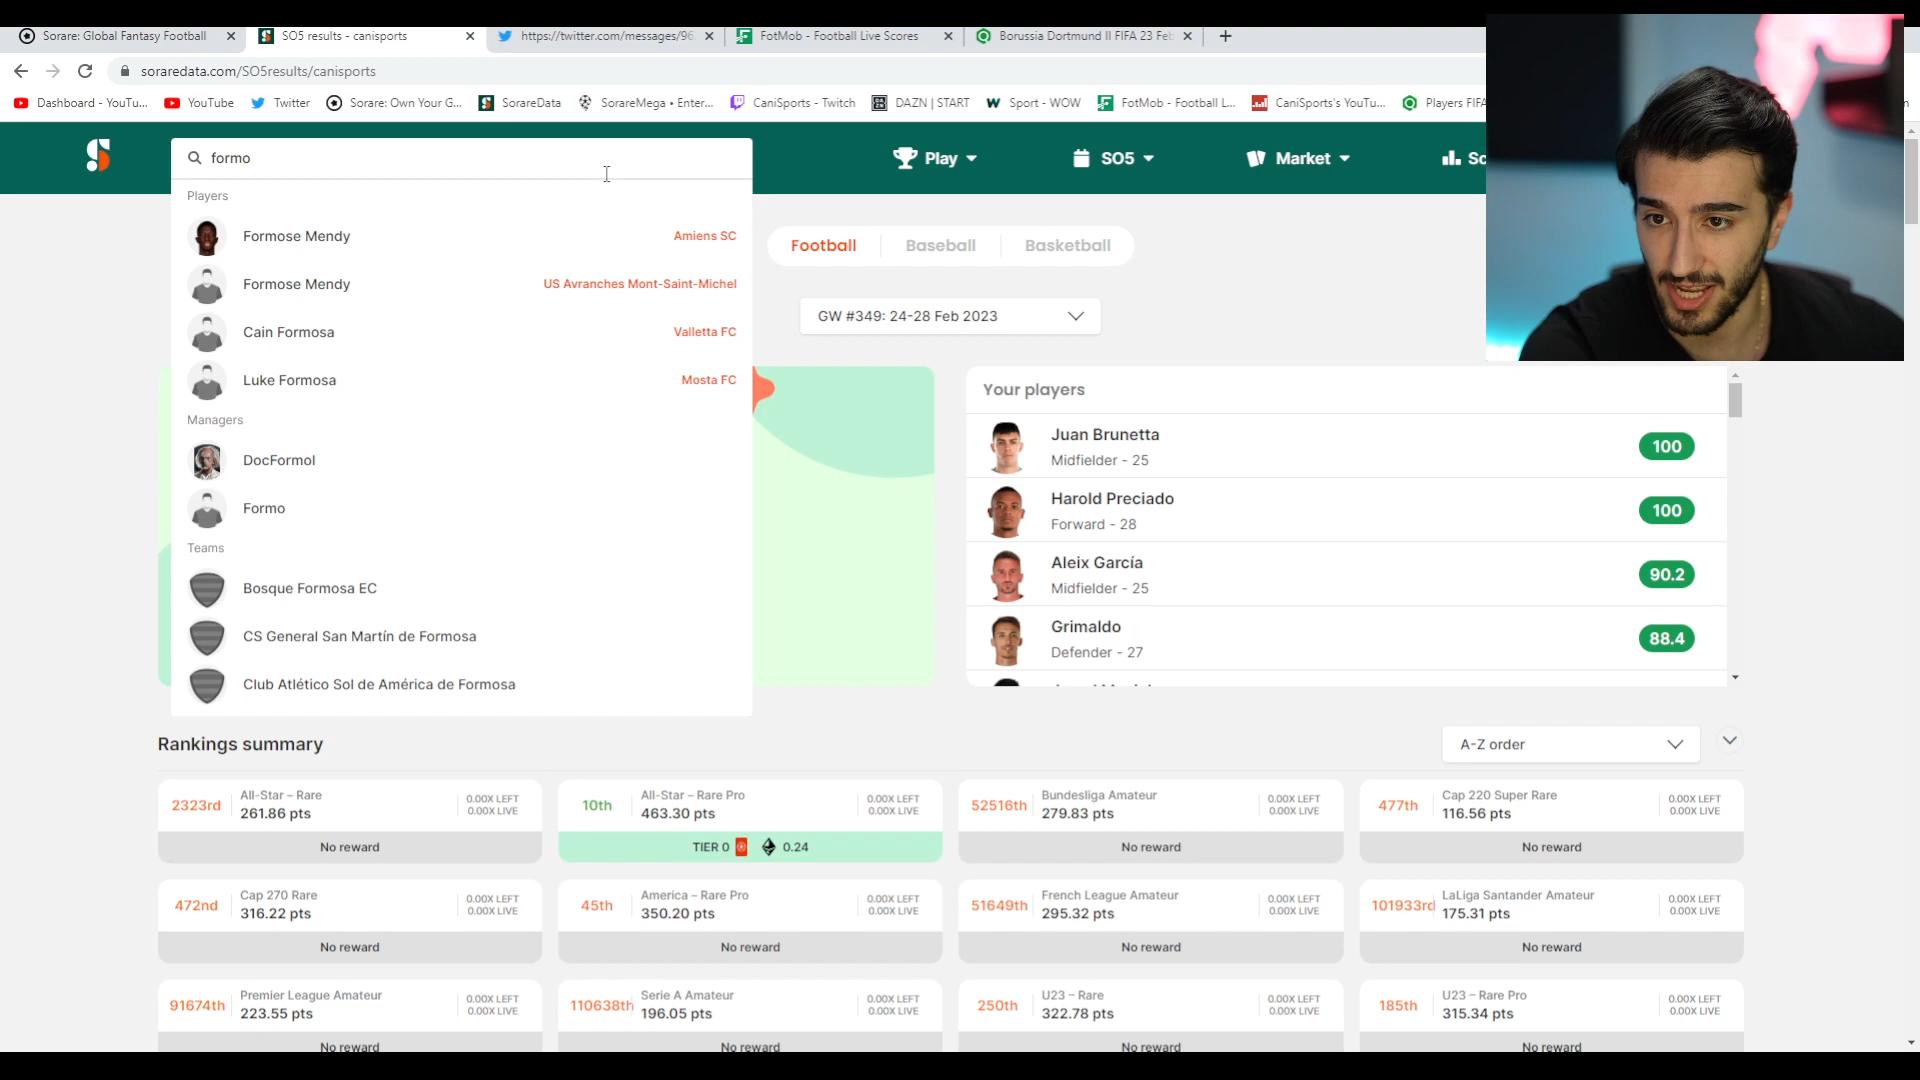 Sorare: Global Fantasy Football
SO5 results - canisports
https://twitter.com/messages/96
FotMob - Football Live Scores
Borussia Dortmund II FIFA 23 Feb
soraredata.com/SO5results/canisports
Dashboard - YouTu...
YouTube
Twitter
Sorare: Own Your G...
SorareData
SorareMega • Enter...
CaniSports - Twitch
DAZN | START
Sport - WOW
FotMob - Football L...
CaniSports's YouTu...
Players FIFA
formo
Play
SO5
Market
Sc
Players
Formose Mendy
Amiens SC
Formose Mendy
US Avranches Mont-Saint-Michel
Cain Formosa
Valletta FC
Luke Formosa
Mosta FC
Managers
DocFormol
Formo
Teams
Bosque Formosa EC
CS General San Martín de Formosa
Club Atlético Sol de América de Formosa
Football
Baseball
Basketball
GW #349: 24-28 Feb 2023
Your players
Juan Brunetta
Midfielder - 25
100
Harold Preciado
Forward - 28
100
Aleix García
Midfielder - 25
90.2
Grimaldo
Defender - 27
88.4
Rankings summary
A-Z order
2323rd
All-Star – Rare
261.86 pts
0.00X LEFT
0.00X LIVE
No reward
10th
All-Star – Rare Pro
463.30 pts
0.00X LEFT
0.00X LIVE
TIER 0
0.24
52516th
Bundesliga Amateur
279.83 pts
0.00X LEFT
0.00X LIVE
No reward
477th
Cap 220 Super Rare
116.56 pts
0.00X LEFT
0.00X LIVE
No reward
472nd
Cap 270 Rare
316.22 pts
0.00X LEFT
0.00X LIVE
No reward
45th
America – Rare Pro
350.20 pts
0.00X LEFT
0.00X LIVE
No reward
51649th
French League Amateur
295.32 pts
0.00X LEFT
0.00X LIVE
No reward
101933rd
LaLiga Santander Amateur
175.31 pts
0.00X LEFT
0.00X LIVE
No reward
91674th
Premier League Amateur
223.55 pts
0.00X LEFT
0.00X LIVE
No reward
110638th
Serie A Amateur
196.05 pts
0.00X LEFT
0.00X LIVE
No reward
250th
U23 – Rare
322.78 pts
0.00X LEFT
0.00X LIVE
No reward
185th
U23 – Rare Pro
315.34 pts
0.00X LEFT
0.00X LIVE
No reward